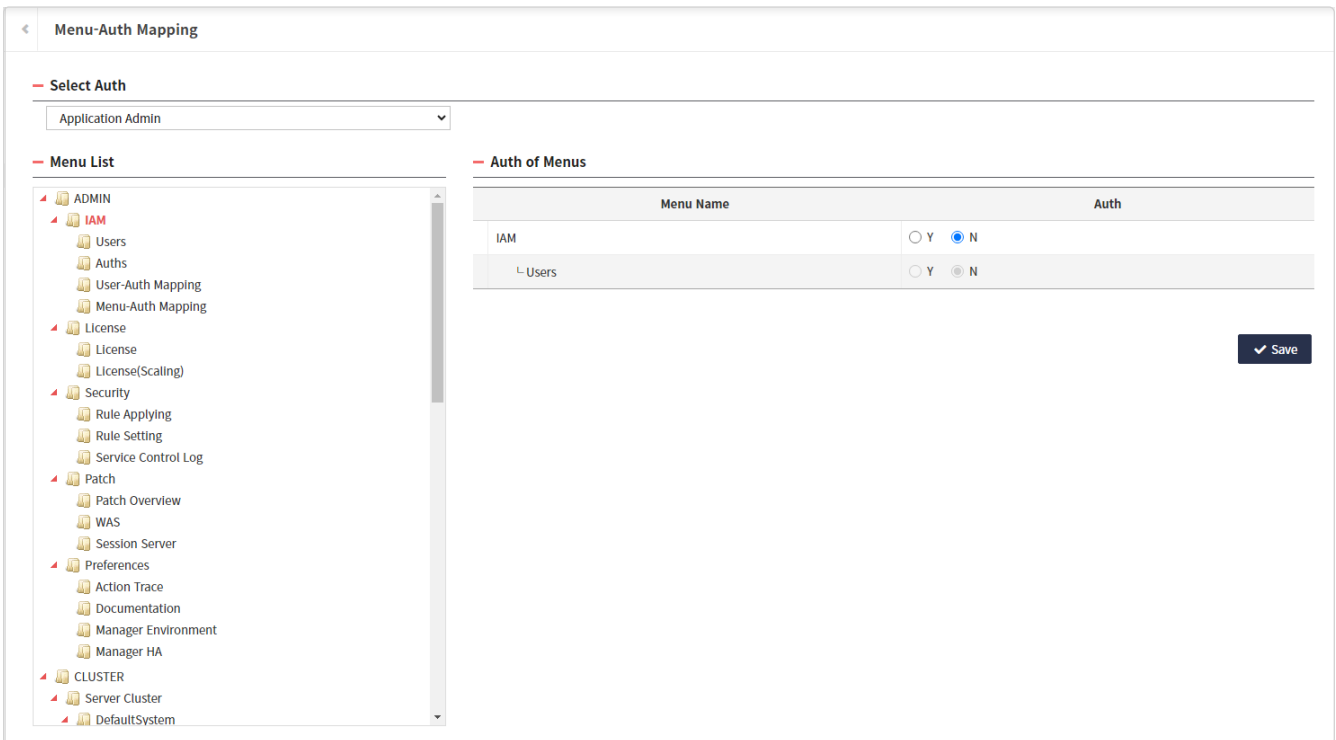 Menu-Auth Mapping
Select Auth
Application Admin
Menu List
ADMIN
IAM
Users
Auths
User-Auth Mapping
Menu-Auth Mapping
License
License
License(Scaling)
Security
Rule Applying
Rule Setting
Service Control Log
Patch
Patch Overview
WAS
Session Server
Preferences
Action Trace
Documentation
Manager Environment
Manager HA
CLUSTER
Server Cluster
DefaultSystem
Auth of Menus
Menu Name Auth
IAM Y N
Users Y N
Save